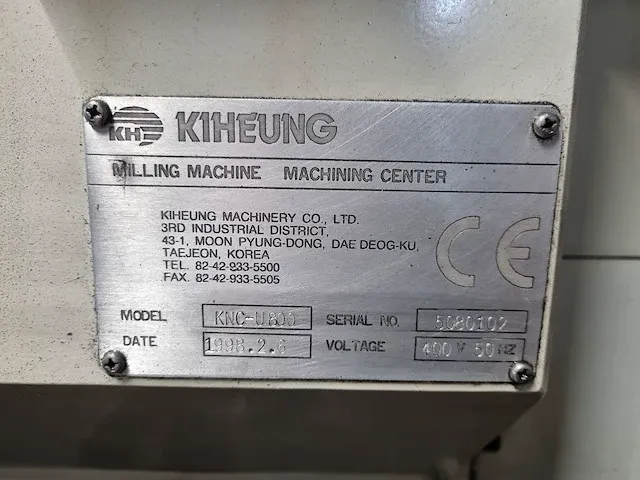 KH KIHEUNG
MILLING MACHINE MACHINING CENTER
KIHEUNG MACHINERY CO., LTD.
3RD INDUSTRIAL DISTRICT,
43-1, MOON PYUNG-DONG, DAE DEOG-KU,
TAEJEON, KOREA
TEL. 82-42-933-5500
FAX. 82-42-933-5505
CE
MODEL KNC-U800 SERIAL NO. 5080102
DATE 1998.2.6 VOLTAGE 400 V 50 HZ